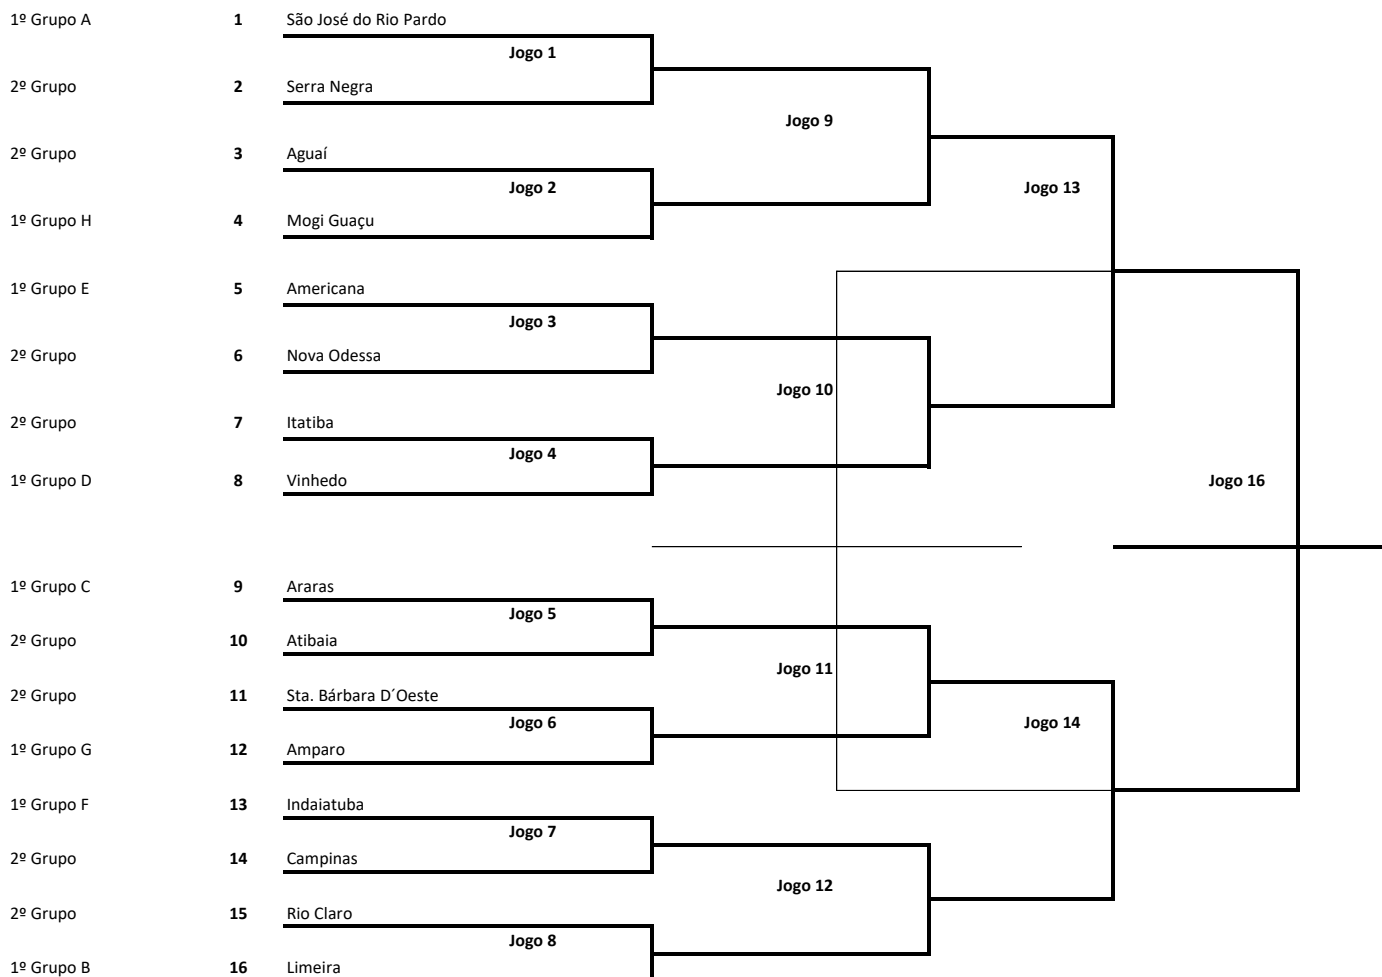 1º Grupo A 1 São José do Rio Pardo
Jogo 1
2º Grupo 2 Serra Negra
Jogo 9
2º Grupo 3 Aguaí
Jogo 2 Jogo 13
1º Grupo H 4 Mogi Guaçu
1º Grupo E 5 Americana
Jogo 3
2º Grupo 6 Nova Odessa
Jogo 10
2º Grupo 7 Itatiba
Jogo 4
1º Grupo D 8 Vinhedo Jogo 16
1º Grupo C 9 Araras
Jogo 5
2º Grupo 10 Atibaia
Jogo 11
2º Grupo 11 Sta. Bárbara D´Oeste
Jogo 6 Jogo 14
1º Grupo G 12 Amparo
1º Grupo F 13 Indaiatuba
Jogo 7
2º Grupo 14 Campinas
Jogo 12
2º Grupo 15 Rio Claro
Jogo 8
1º Grupo B 16 Limeira